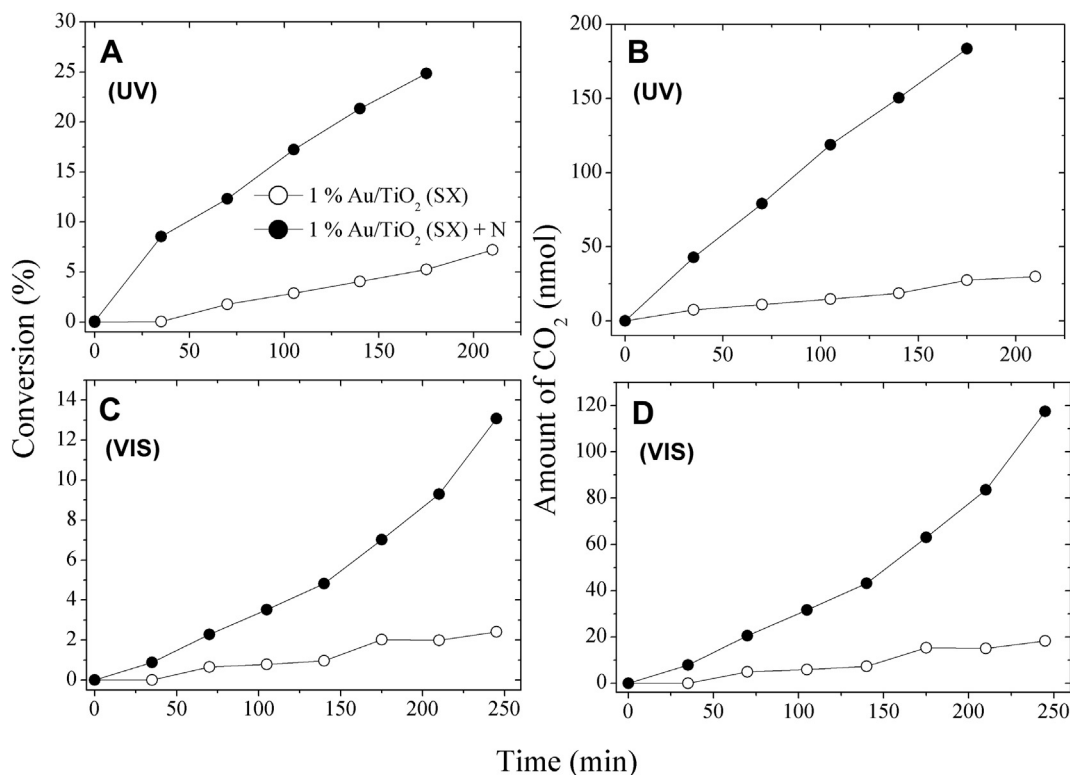 A
(UV)
30
25
20
15
10
5
0
0 50 100 150 200
1 % Au/TiO₂ (SX)
1 % Au/TiO₂ (SX) + N
B
(UV)
200
150
100
50
0
0 50 100 150 200
C
(VIS)
14
12
10
8
6
4
2
0
0 50 100 150 200 250
D
(VIS)
120
100
80
60
40
20
0
0 50 100 150 200 250
Conversion (%)
Amount of CO₂ (nmol)
Time (min)